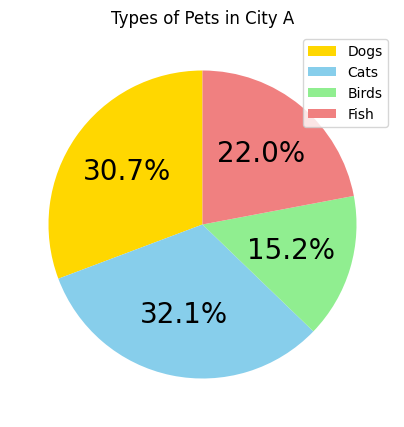 Types of Pets in City A
Dogs
Cats
Birds
Fish
22.0%
30.7%
15.2%
32.1%